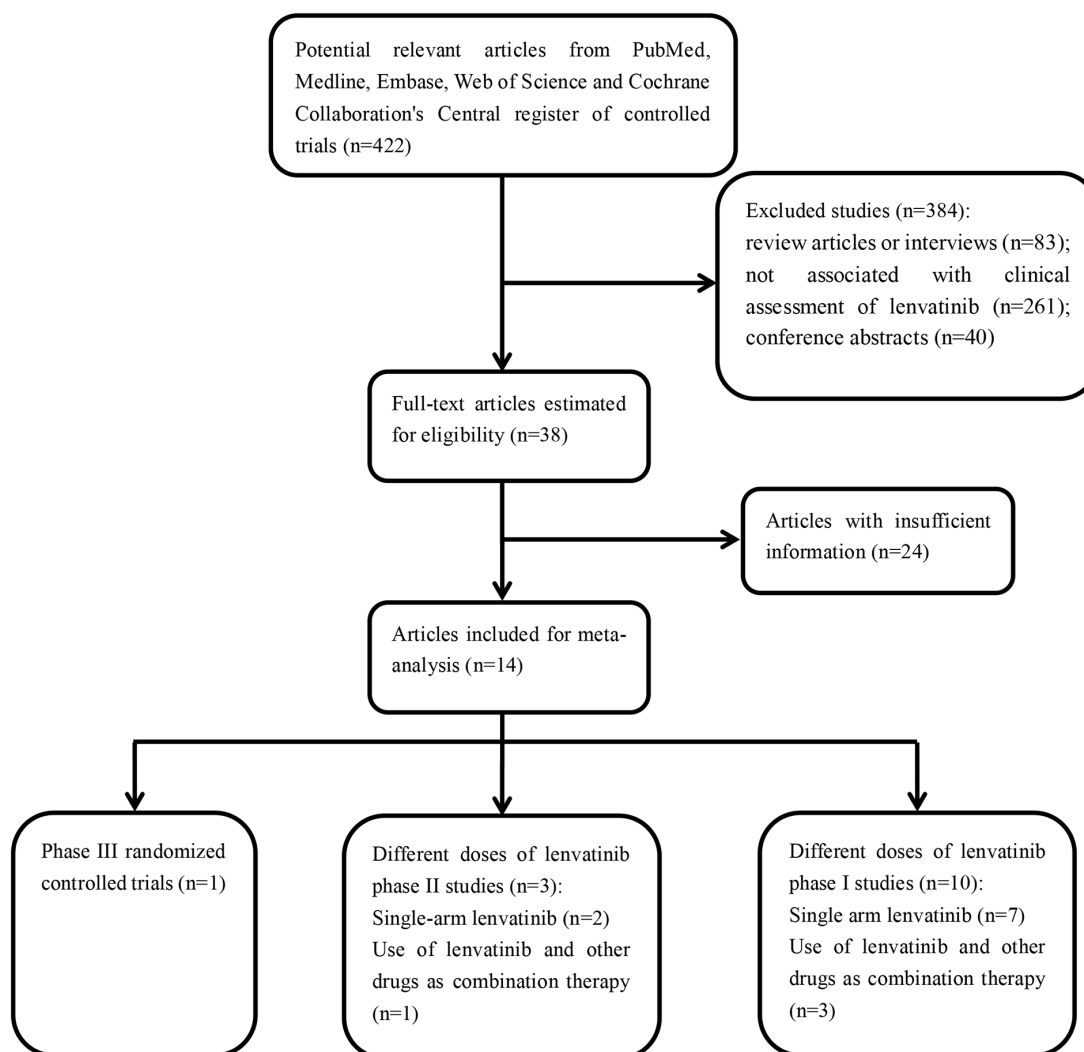 Potential relevant articles from PubMed,
Medline, Embase, Web of Science and Cochrane
Collaboration's Central register of controlled
trials (n=422)
Excluded studies (n=384):
review articles or interviews (n=83);
not associated with clinical
assessment of lenvatinib (n=261);
conference abstracts (n=40)
Full-text articles estimated
for eligibility (n=38)
Articles with insufficient
information (n=24)
Articles included for meta-
analysis (n=14)
Phase III randomized
controlled trials (n=1)
Different doses of lenvatinib
phase II studies (n=3):
Single-arm lenvatinib (n=2)
Use of lenvatinib and other
drugs as combination therapy
(n=1)
Different doses of lenvatinib
phase I studies (n=10):
Single arm lenvatinib (n=7)
Use of lenvatinib and other
drugs as combination therapy
(n=3)